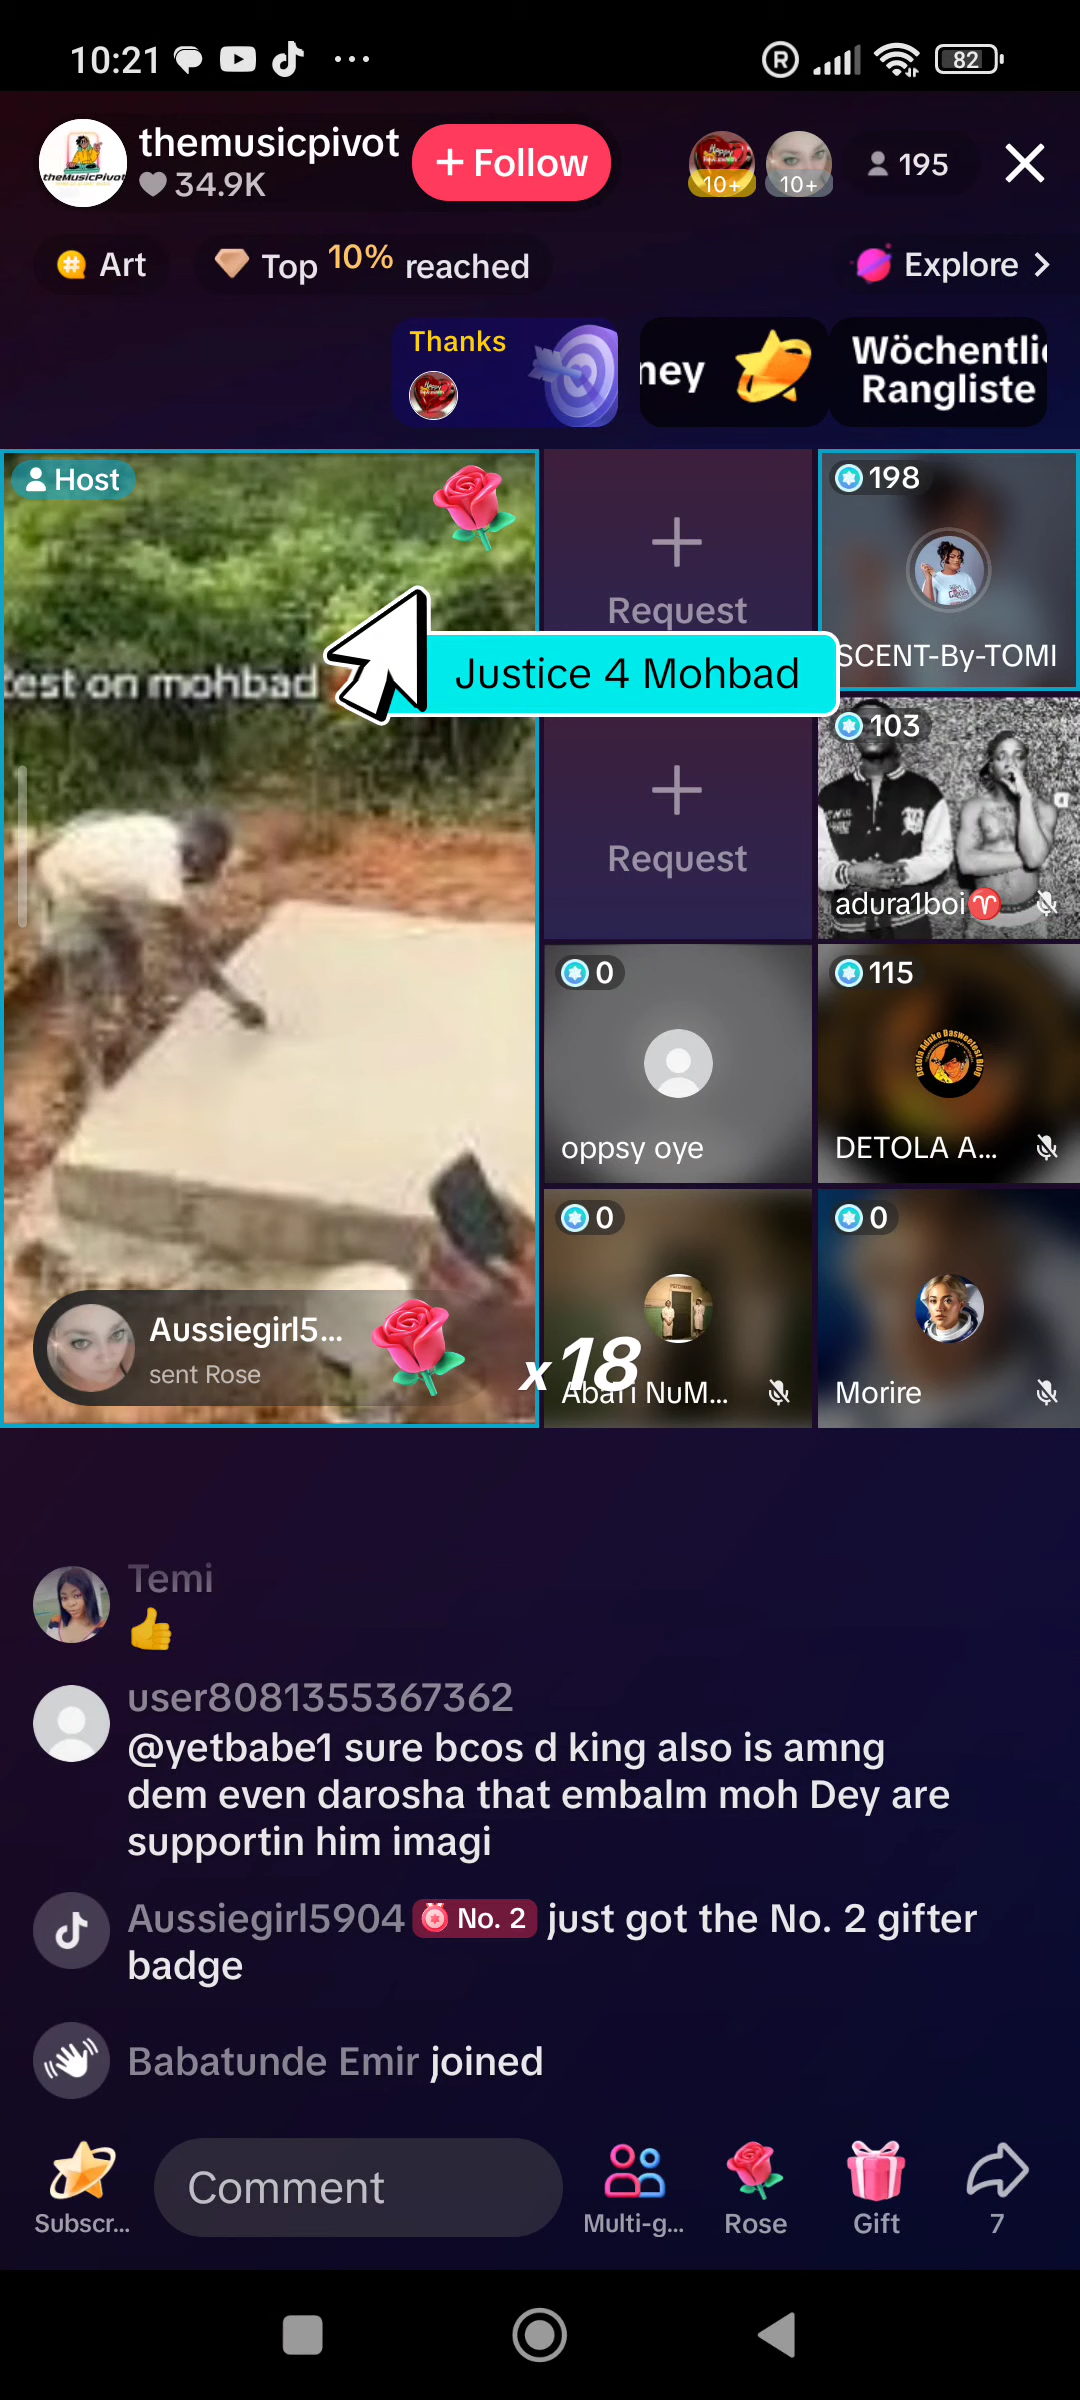 10:21
82
themusicpivot
34.9K
+ Follow
10+
10+
195
Art
Top 10% reached
Explore
Thanks
ney
Wöchentli
Rangliste
Host
198
Request
SCENT-By-TOMI
est on mohbad
Justice 4 Mohbad
103
Request
adura1boi
0
115
oppsy oye
DETOLA A...
0
0
Aussiegirl5...
sent Rose
x 18
Abari NuM...
Morire
Temi
user8081355367362
@yetbabe1 sure bcos d king also is amng
dem even darosha that embalm moh Dey are
supportin him imagi
Aussiegirl5904 No. 2 just got the No. 2 gifter
badge
Babatunde Emir joined
Subscr...
Comment
Multi-g...
Rose
Gift
7